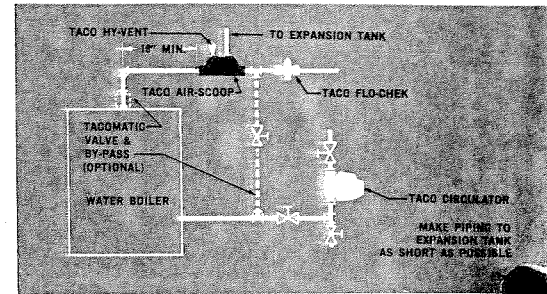 TACO HY-VENT
TO EXPANSION TANK
18" MIN.
TACO AIR-SCOOP
TACO FLO-CHEK
TACOMATIC
VALVE &
BY-PASS
(OPTIONAL)
WATER BOILER
TACO CIRCULATOR
MAKE PIPING TO
EXPANSION TANK
AS SHORT AS POSSIBLE